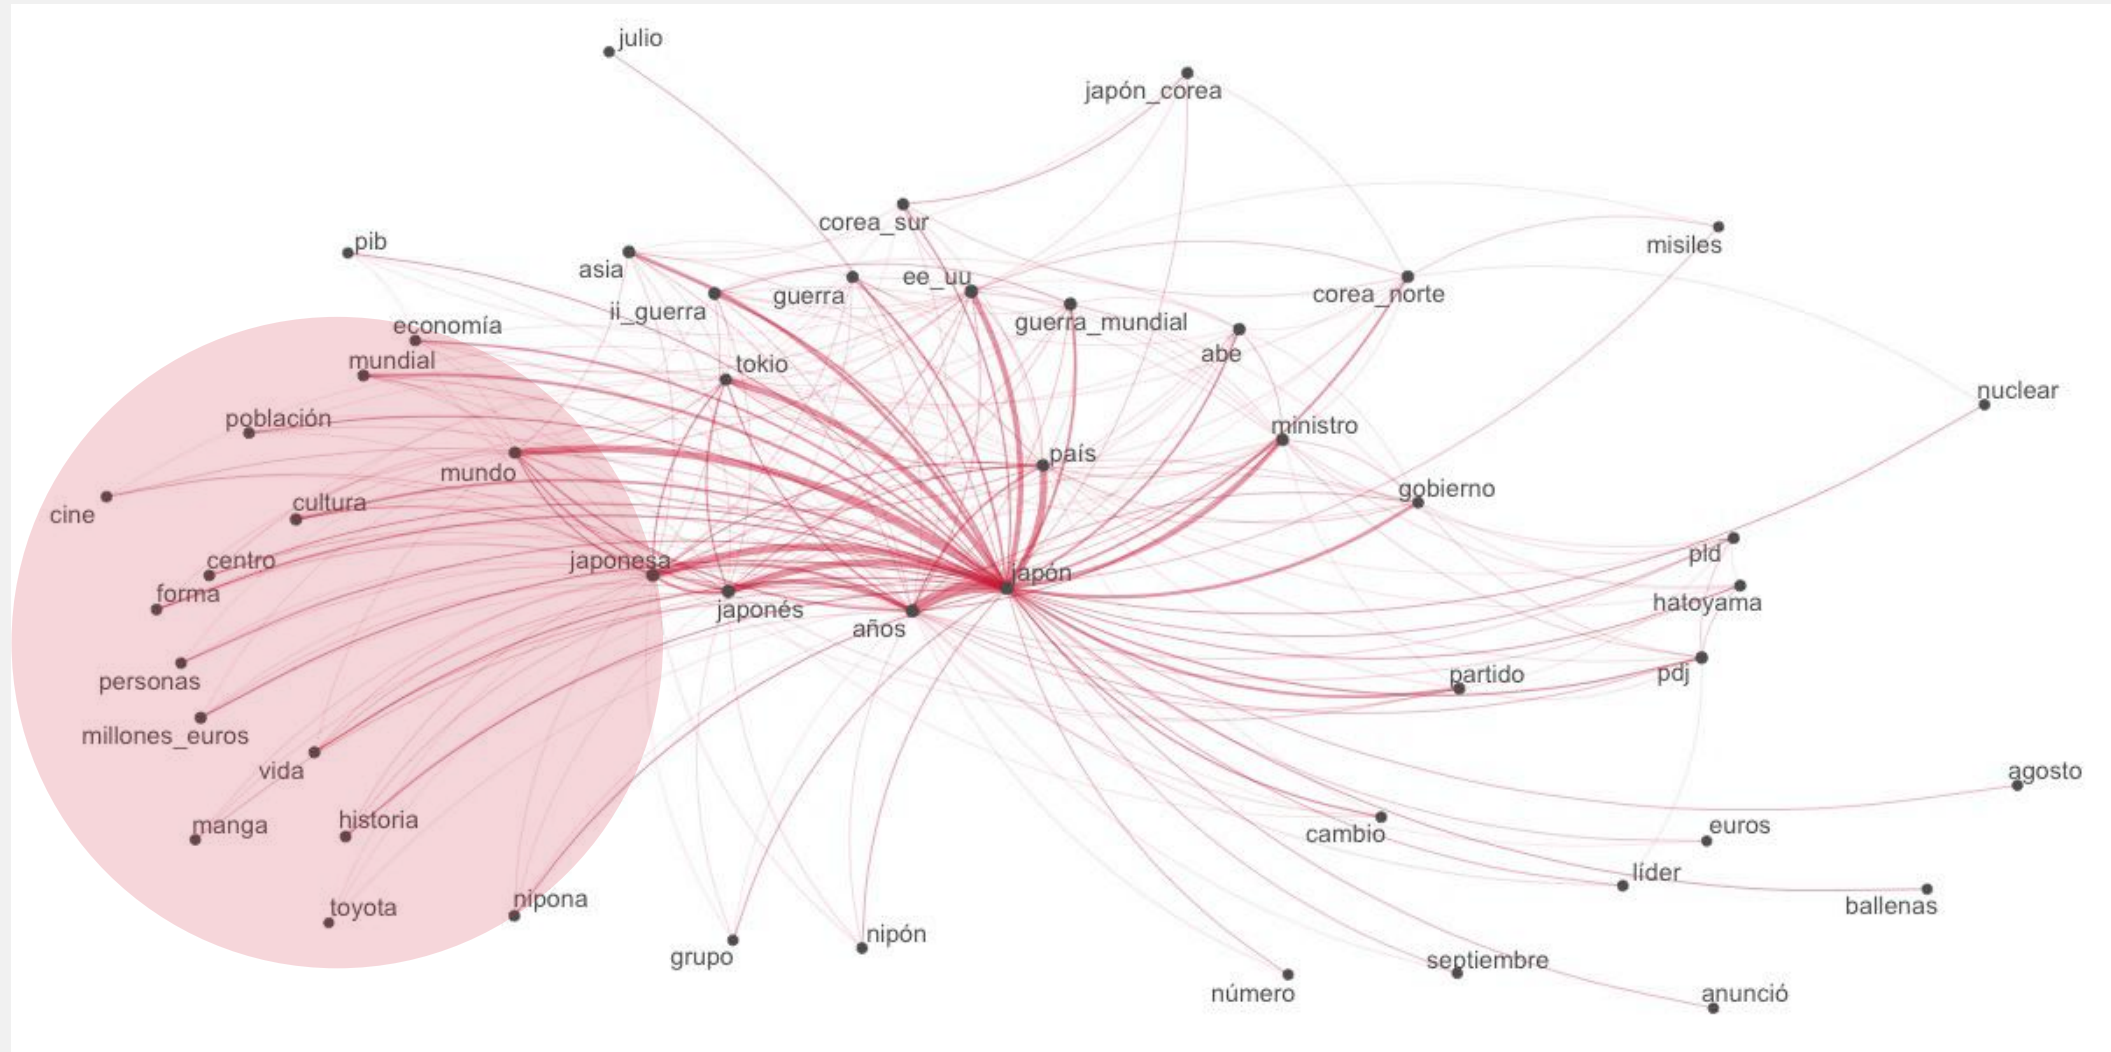 julio
japón_corea
corea_sur
pib
misiles
asia
ee_uu
guerra
corea_norte
ii_guerra
guerra_mundial
economía
abe
mundial
tokio
nuclear
población
ministro
país
mundo
gobierno
cultura
cine
pld
centro
japonesa
japón
forma
hatoyama
japonés
años
personas
partido
pdj
millones_euros
vida
agosto
historia
manga
euros
cambio
líder
nipona
toyota
ballenas
nipón
grupo
septiembre
número
anunció